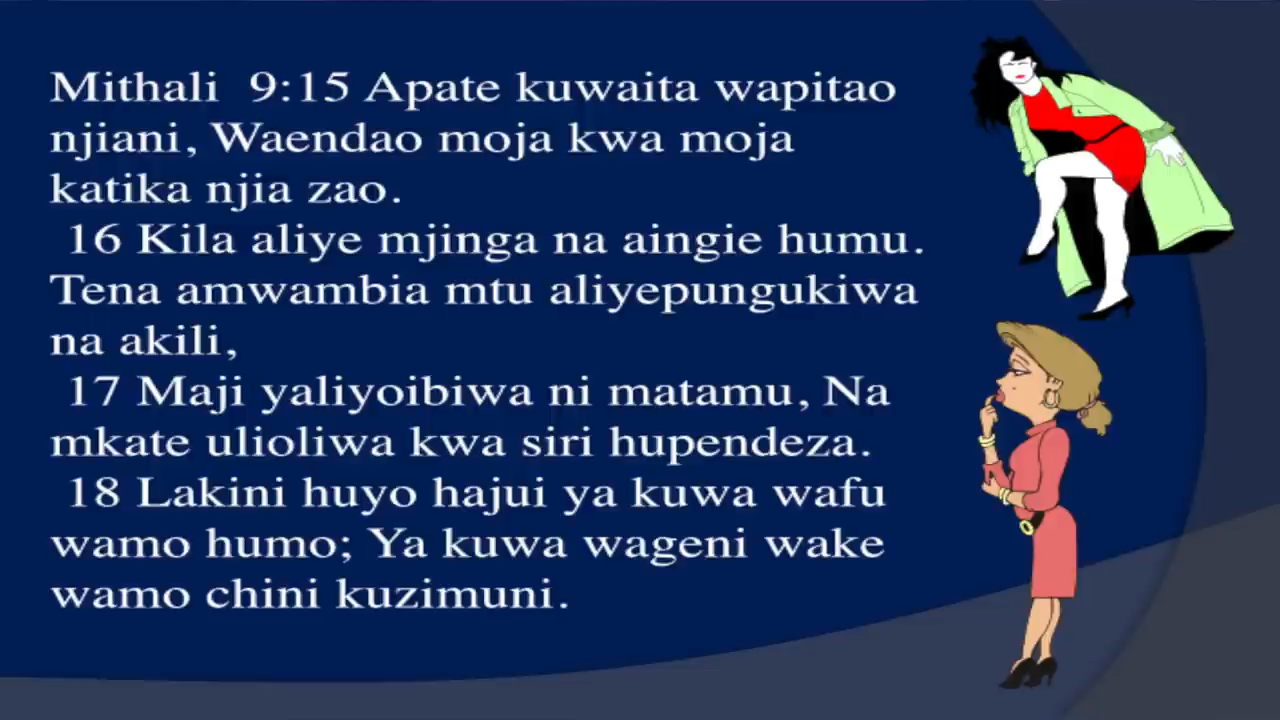 Mithali 9:15 Apate kuwaita wapitao
njiani, Waendao moja kwa moja
katika njia zao.
16 Kila aliye mjinga na aingie humu.
Tena amwambia mtu aliyepungukiwa
na akili,
17 Maji yaliyoibiwa ni matamu, Na
mkate ulioliwa kwa siri hupendeza.
18 Lakini huyo hajui ya kuwa wafu
wamo humo; Ya kuwa wageni wake
wamo chini kuzimuni.